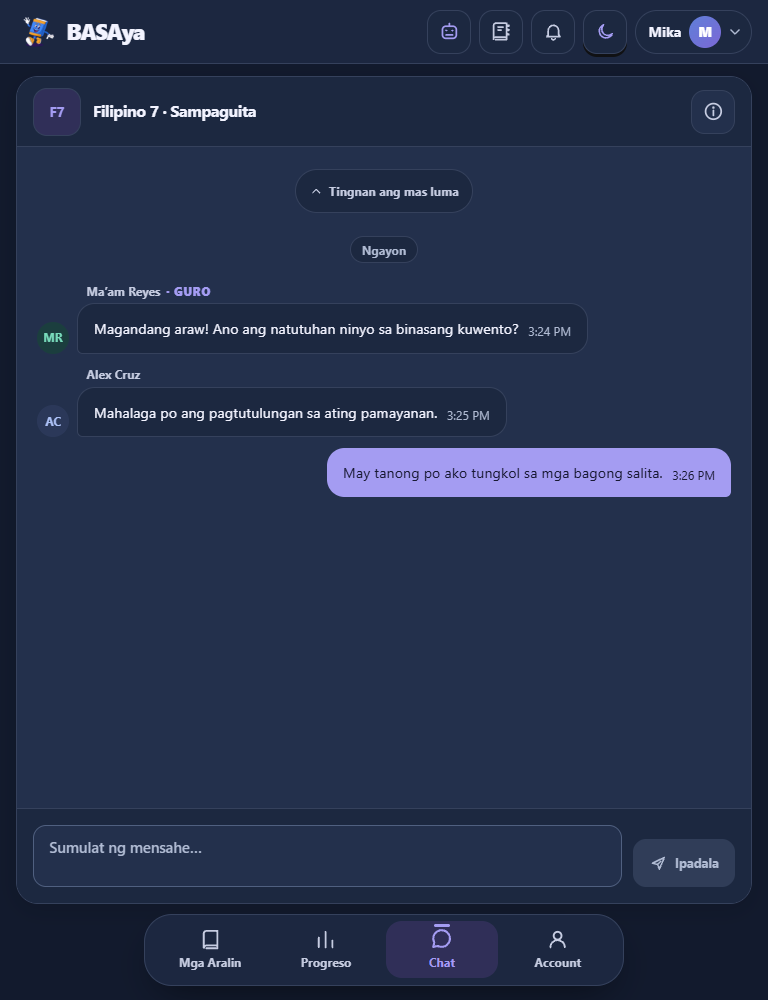 BASAya
Mika M
F7 Filipino 7 · Sampaguita
Tingnan ang mas luma
Ngayon
Ma’am Reyes · GURO
MR Magandang araw! Ano ang natutuhan ninyo sa binasang kuwento? 3:24 PM
Alex Cruz
AC Mahalaga po ang pagtutulungan sa ating pamayanan. 3:25 PM
May tanong po ako tungkol sa mga bagong salita. 3:26 PM
Sumulat ng mensahe...
Ipadala
Mga Aralin Progreso Chat Account